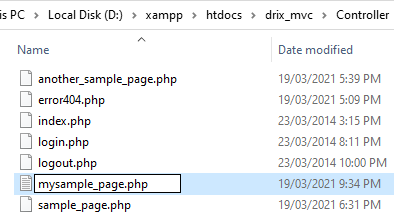 is PC > Local Disk (D:) > xampp > htdocs > drix_mvc > Controller
Name Date modified
another_sample_page.php 19/03/2021 5:39 PM
error404.php 19/03/2021 5:09 PM
index.php 23/03/2014 3:15 PM
login.php 23/03/2014 8:11 PM
logout.php 23/03/2014 10:00 PM
mysample_page.php 19/03/2021 9:34 PM
sample_page.php 19/03/2021 6:31 PM